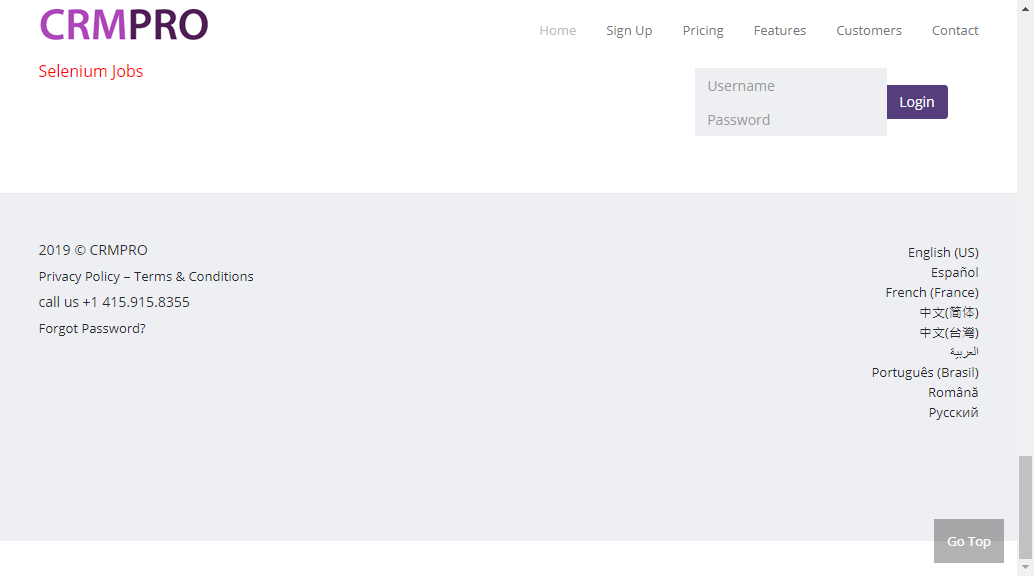 CRMPRO
Home Sign Up Pricing Features Customers Contact
Selenium Jobs
Username
Password
Login
2019 © CRMPRO
Privacy Policy – Terms & Conditions
call us +1 415.915.8355
Forgot Password?
English (US)
Español
French (France)
中文(简体)
中文(台灣)
العربية
Português (Brasil)
Română
Русский
Go Top